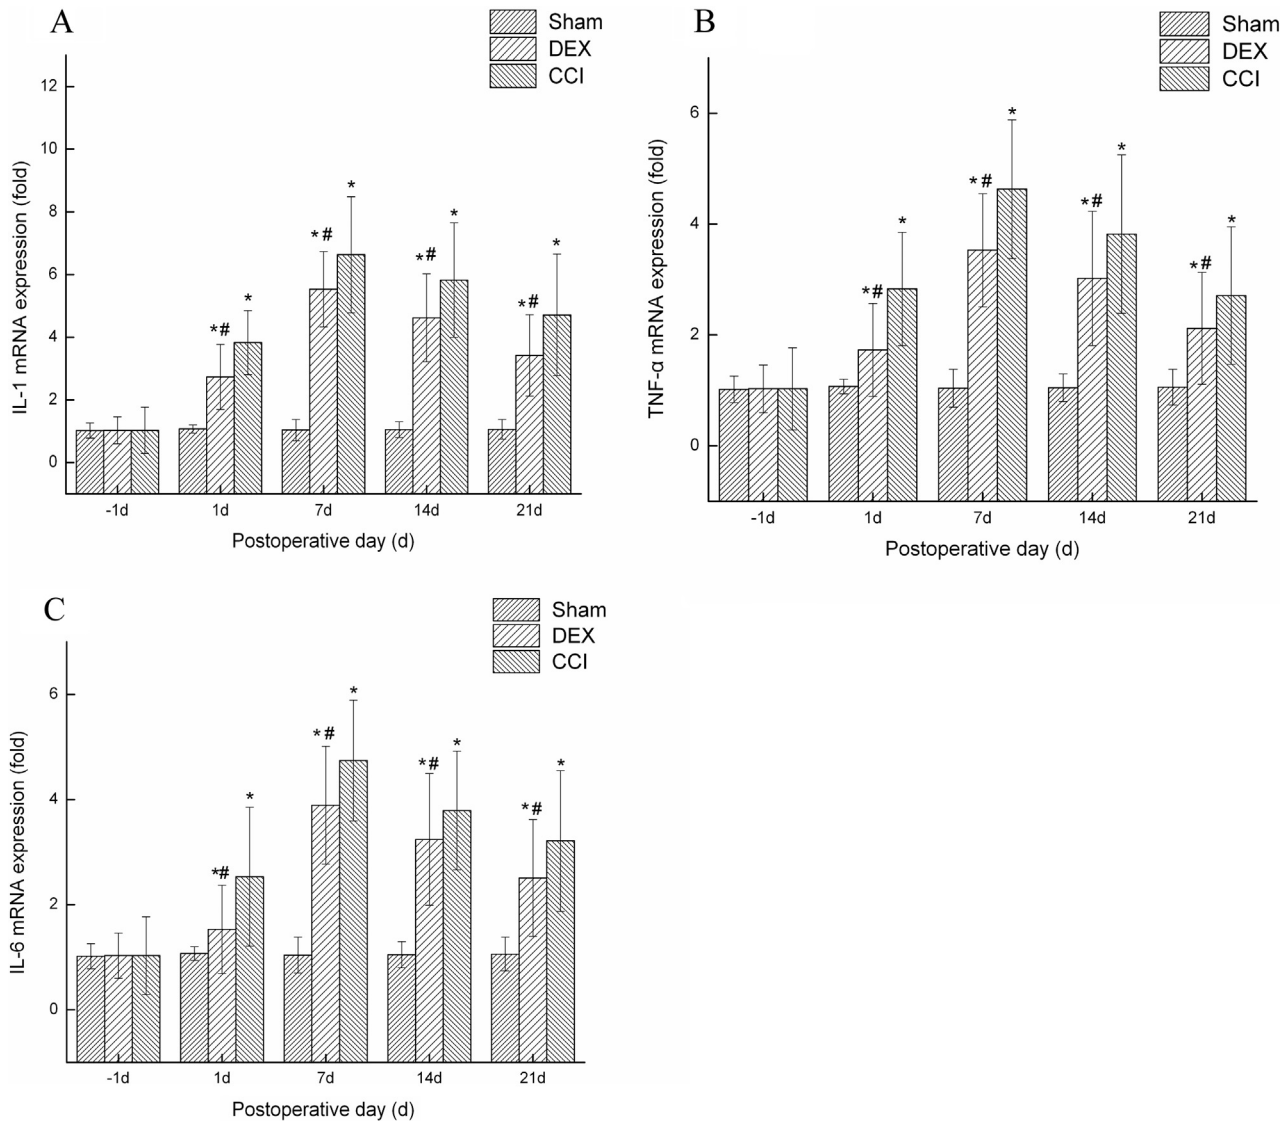 A
Sham
DEX
CCI
IL-1 mRNA expression (fold)
12
10
8
6
4
2
0
*# * *# * *# * *# *
-1d 1d 7d 14d 21d
Postoperative day (d)
B
Sham
DEX
CCI
TNF-α mRNA expression (fold)
6
4
2
0
*# * *# * *# * *# *
-1d 1d 7d 14d 21d
Postoperative day (d)
C
Sham
DEX
CCI
IL-6 mRNA expression (fold)
6
4
2
0
*# * *# * *# * *# *
-1d 1d 7d 14d 21d
Postoperative day (d)